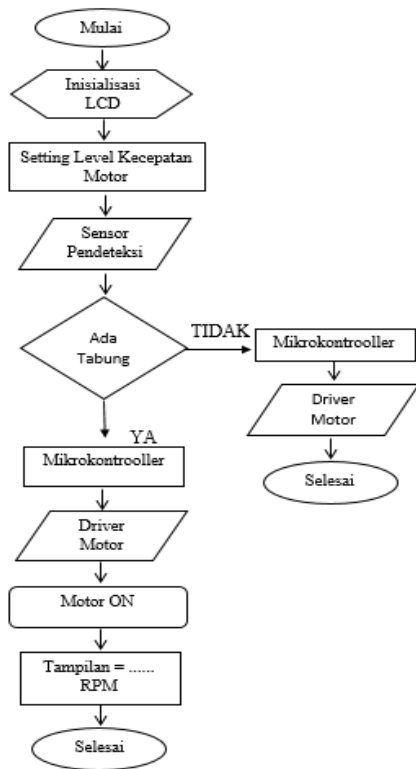 Mulai
Inisialisasi
LCD
Setting Level Kecepatan
Motor
Sensor
Pendeteksi
Ada
Tabung
TIDAK
Mikrokontrooller
Driver
Motor
Selesai
YA
Mikrokontrooller
Driver
Motor
Motor ON
Tampilan = ......
RPM
Selesai